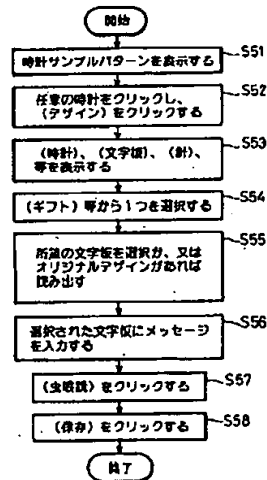 開始
時計サンプルパターンを表示する
S51
任意の時計をクリックし、
(デザイン)をクリックする
S52
(時計)、(文字板)、(針)、
等を表示する
S53
(ギフト)等から1つを選択する
S54
所望の文字板を選択か、又は
オリジナルデザインがあれば
読み出す
S55
選択された文字板にメッセージ
を入力する
S56
(虫眼鏡)をクリックする
S57
(保存)をクリックする
S58
終了